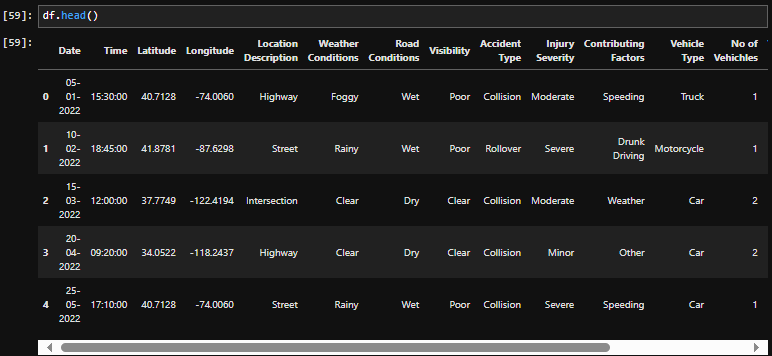 [59]: df.head()
[59]:
Date Time Latitude Longitude Location Description Weather Conditions Road Conditions Visibility Accident Type Injury Severity Contributing Factors Vehicle Type No of Vehichles
0 05-01-2022 15:30:00 40.7128 -74.0060 Highway Foggy Wet Poor Collision Moderate Speeding Truck 1
1 10-02-2022 18:45:00 41.8781 -87.6298 Street Rainy Wet Poor Rollover Severe Drunk Driving Motorcycle 1
2 15-03-2022 12:00:00 37.7749 -122.4194 Intersection Clear Dry Clear Collision Moderate Weather Car 2
3 20-04-2022 09:20:00 34.0522 -118.2437 Highway Clear Dry Clear Collision Minor Other Car 2
4 25-05-2022 17:10:00 40.7128 -74.0060 Street Rainy Wet Poor Collision Severe Speeding Car 1